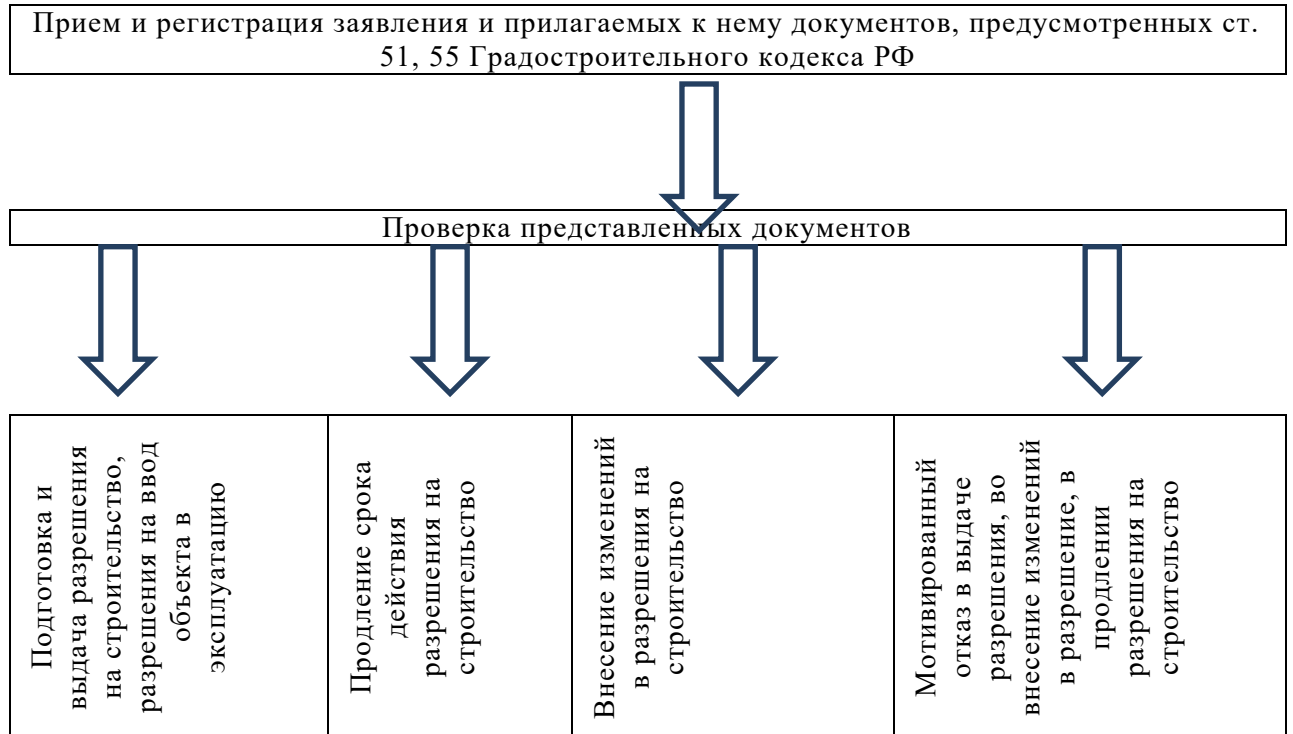 Прием и регистрация заявления и прилагаемых к нему документов, предусмотренных ст.
51, 55 Градостроительного кодекса РФ
Проверка представленных документов
Подготовка и
выдача разрешения
на строительство,
разрешения на ввод
объекта в
эксплуатацию
Продление срока
действия
разрешения на
строительство
Внесение изменений
в разрешения на
строительство
Мотивированный
отказ в выдаче
разрешения, во
внесение изменений
в разрешение, в
продлении
разрешения на
строительство